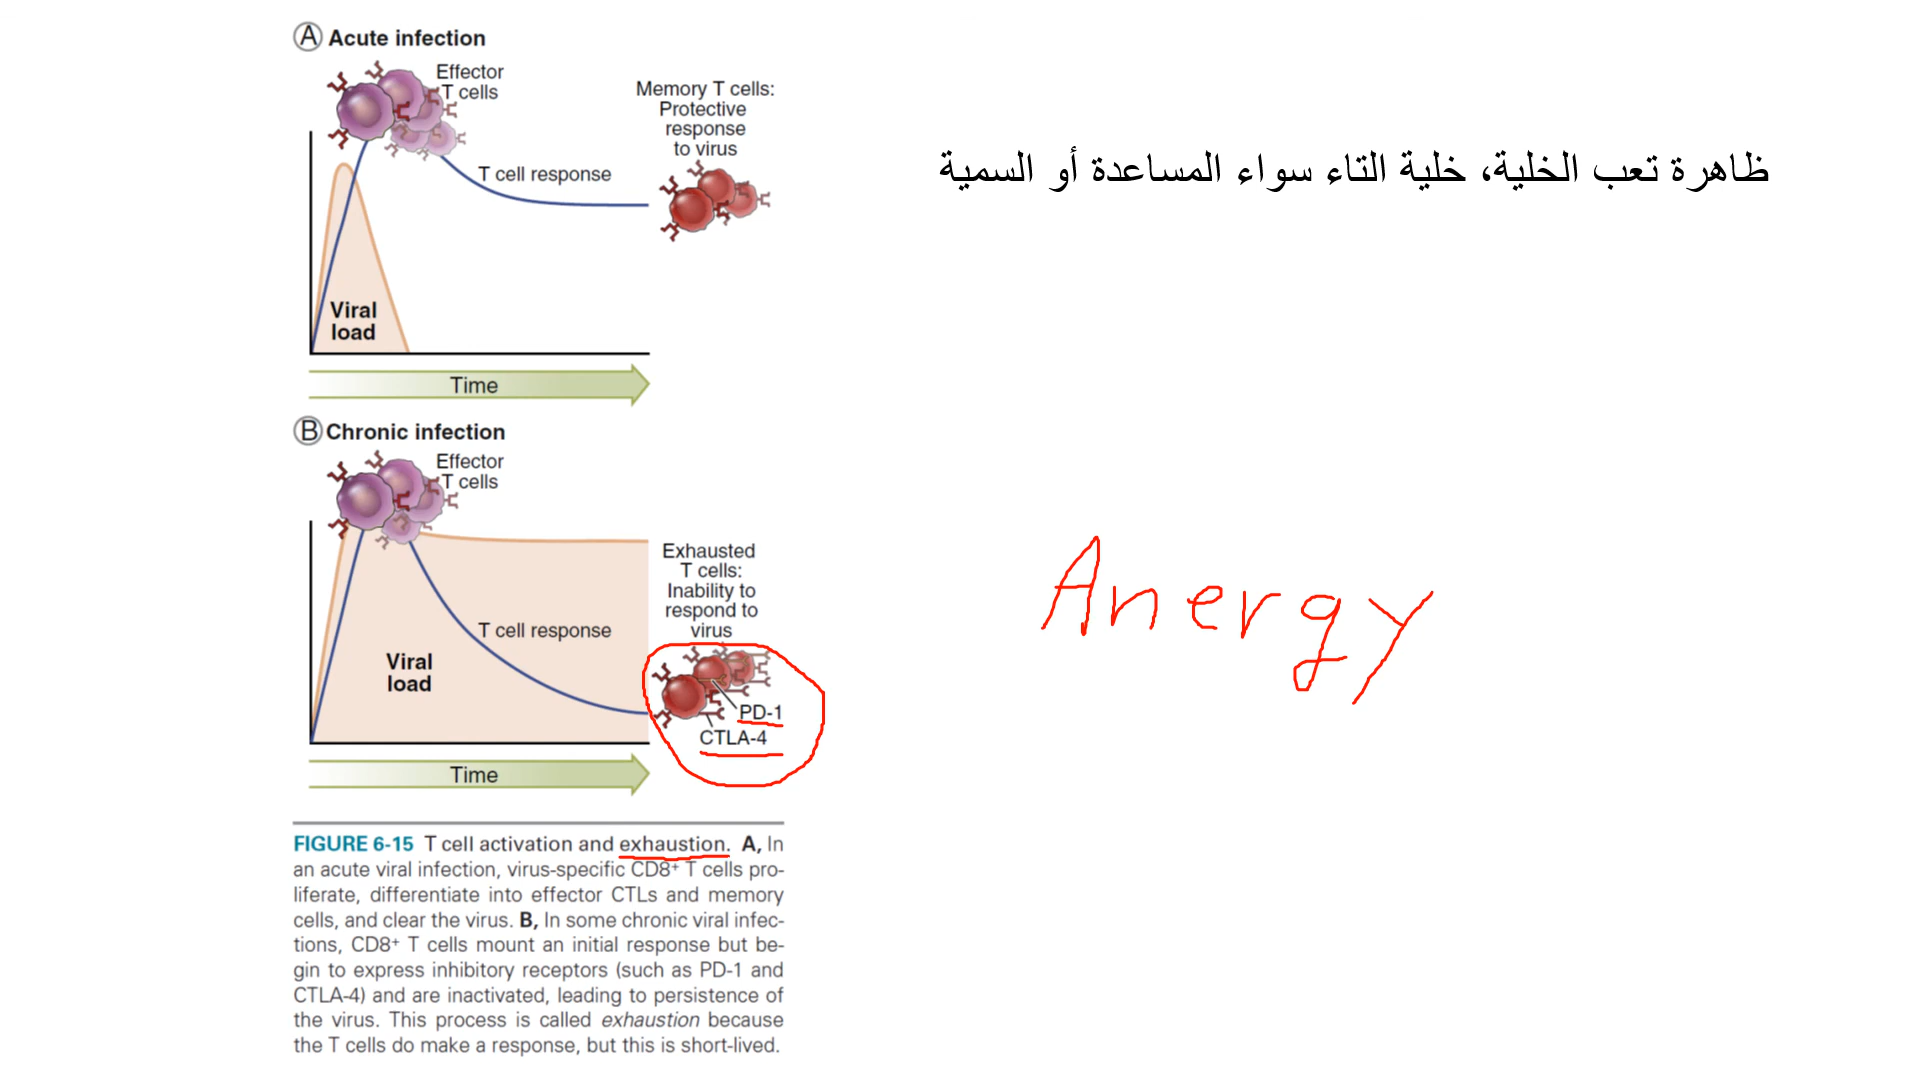 A Acute infection
Effector
T cells
Memory T cells:
Protective
response
to virus
T cell response
Viral
load
Time
ظاهرة تعب الخلية، خلية التاء سواء المساعدة أو السمية
B Chronic infection
Effector
T cells
Exhausted
T cells:
Inability to
respond to
virus
T cell response
Viral
load
PD-1
CTLA-4
Time
Anergy
FIGURE 6-15 T cell activation and exhaustion. A, In
an acute viral infection, virus-specific CD8+ T cells pro-
liferate, differentiate into effector CTLs and memory
cells, and clear the virus. B, In some chronic viral infec-
tions, CD8+ T cells mount an initial response but be-
gin to express inhibitory receptors (such as PD-1 and
CTLA-4) and are inactivated, leading to persistence of
the virus. This process is called exhaustion because
the T cells do make a response, but this is short-lived.